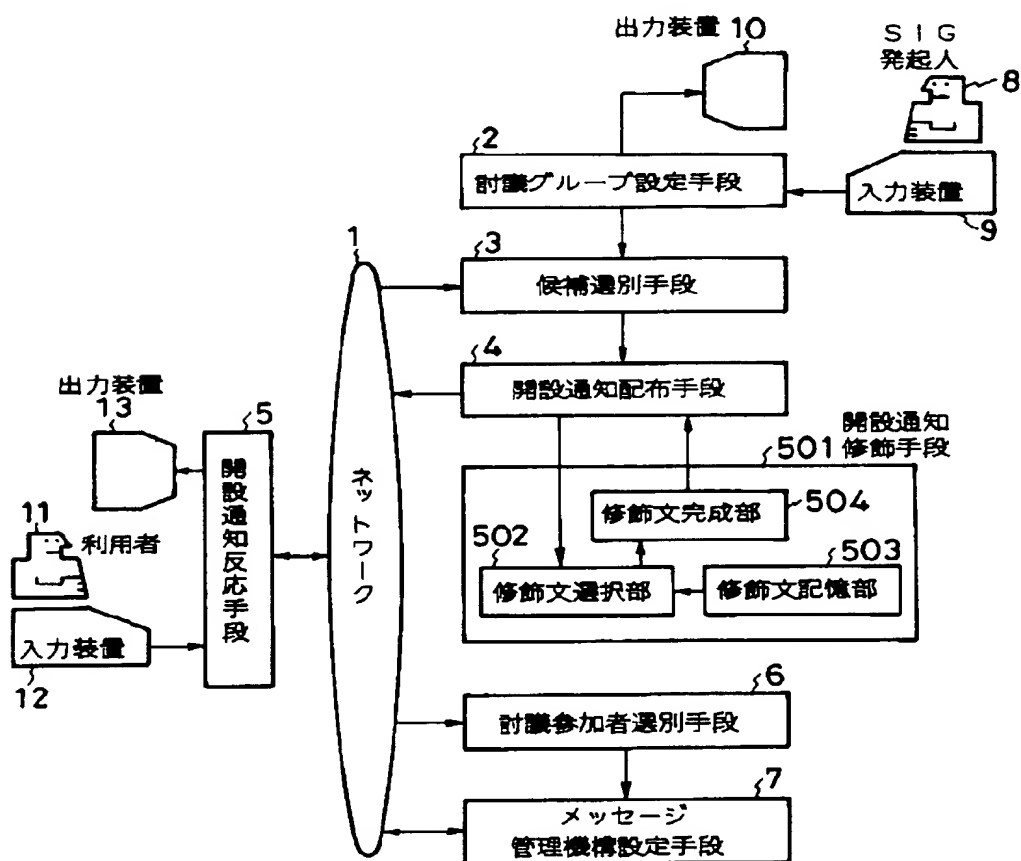 出力装置 10
SIG
発起人
8
2
討議グループ設定手段
入力装置
9
1
3
候補選別手段
4
開設通知配布手段
出力装置
13
5
開設通知反応手段
ネットワーク
開設通知
修飾手段
501
修飾文完成部
504
11
利用者
502
503
修飾文選択部
修飾文記憶部
入力装置
12
6
討議参加者選別手段
7
メッセージ
管理機構設定手段